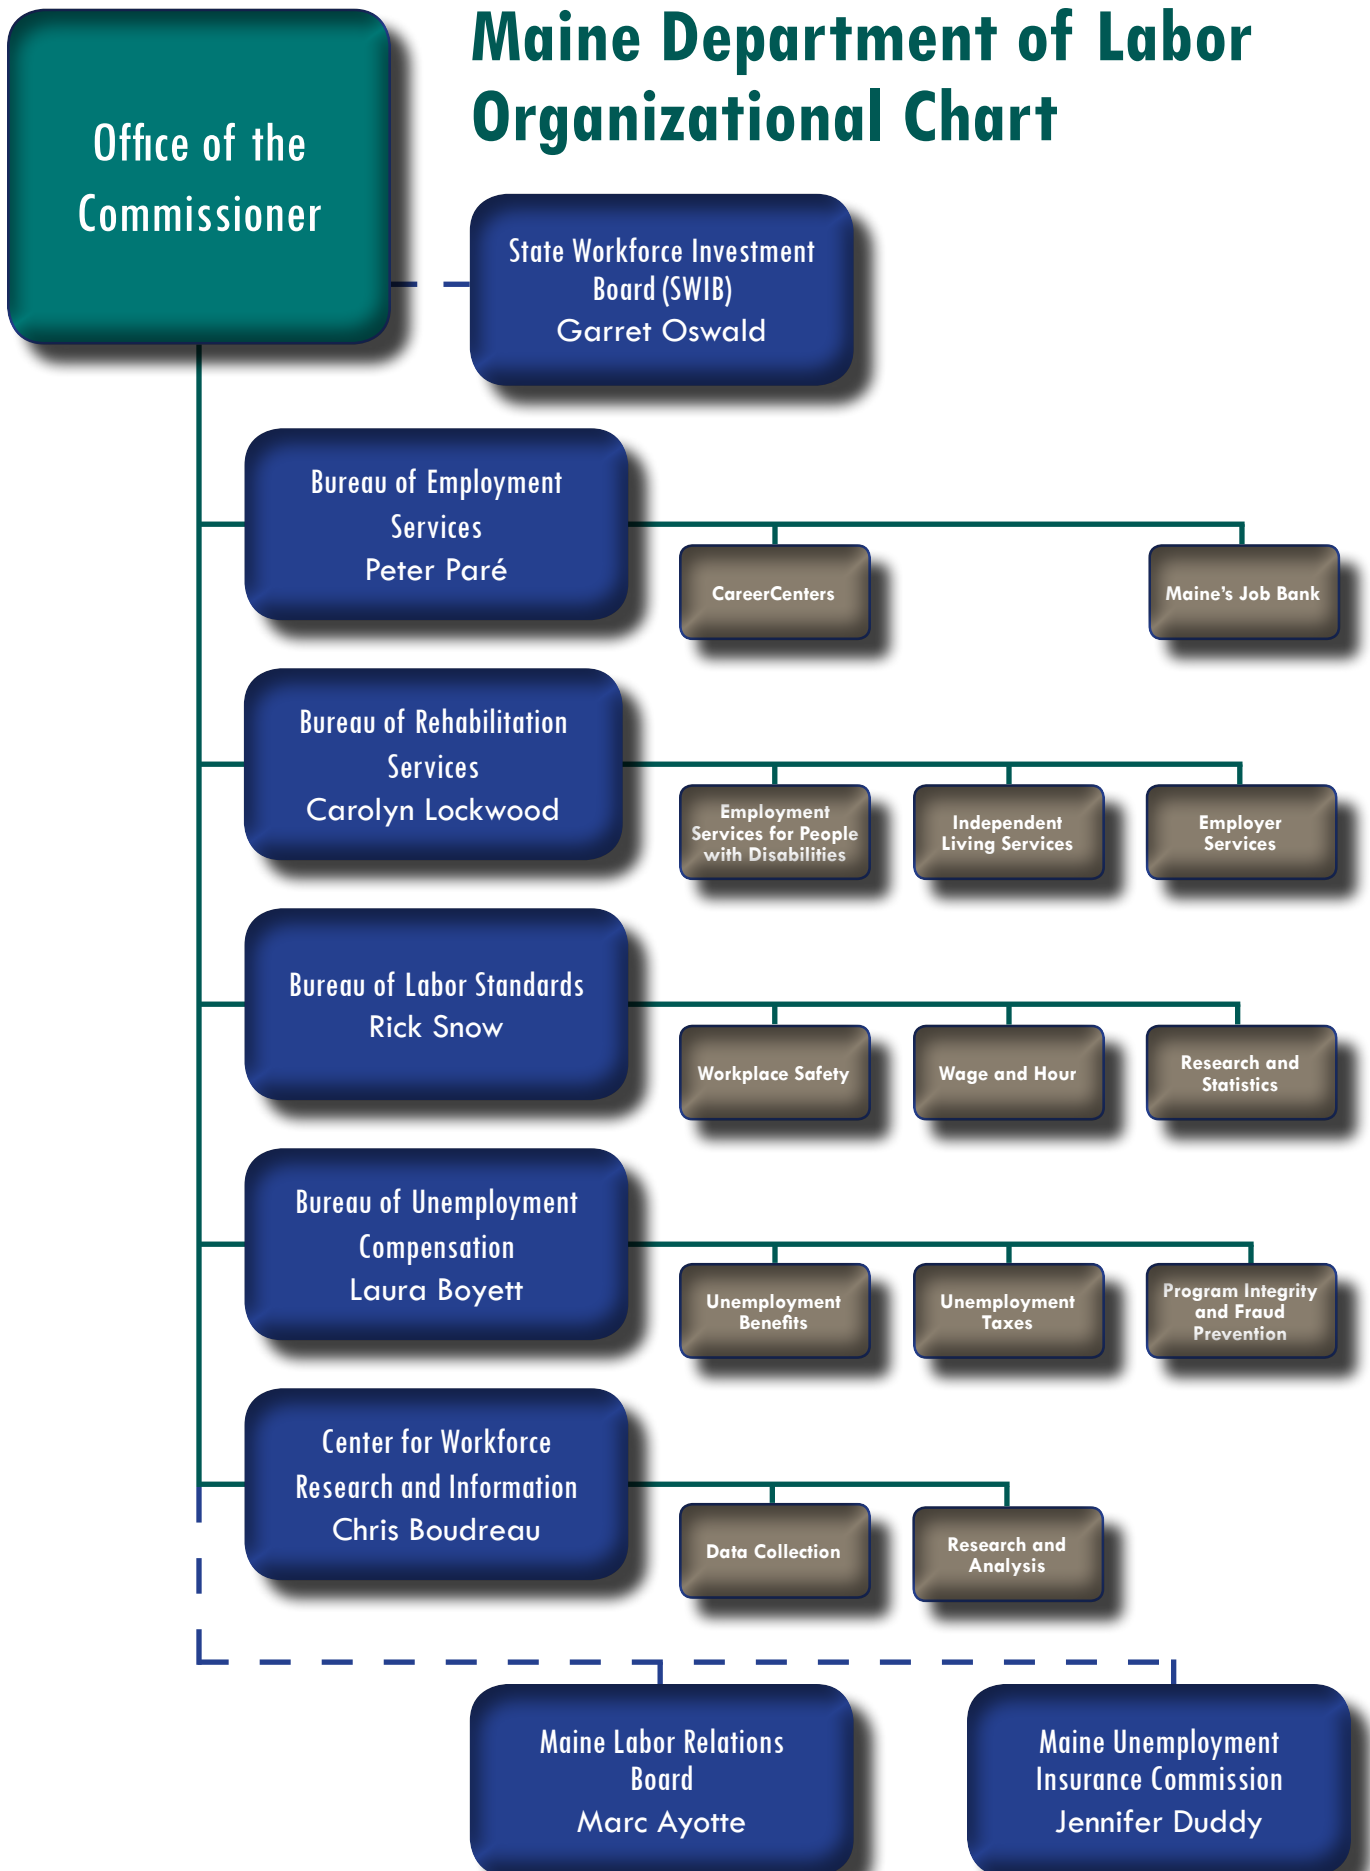 Maine Department of Labor
Organizational Chart
Office of the
Commissioner
State Workforce Investment
Board (SWIB)
Garret Oswald
Bureau of Employment
Services
Peter Paré
CareerCenters
Maine's Job Bank
Bureau of Rehabilitation
Services
Carolyn Lockwood
Employment
Services for People
with Disabilities
Independent
Living Services
Employer
Services
Bureau of Labor Standards
Rick Snow
Workplace Safety
Wage and Hour
Research and
Statistics
Bureau of Unemployment
Compensation
Laura Boyett
Unemployment
Benefits
Unemployment
Taxes
Program Integrity
and Fraud
Prevention
Center for Workforce
Research and Information
Chris Boudreau
Data Collection
Research and
Analysis
Maine Labor Relations
Board
Marc Ayotte
Maine Unemployment
Insurance Commission
Jennifer Duddy